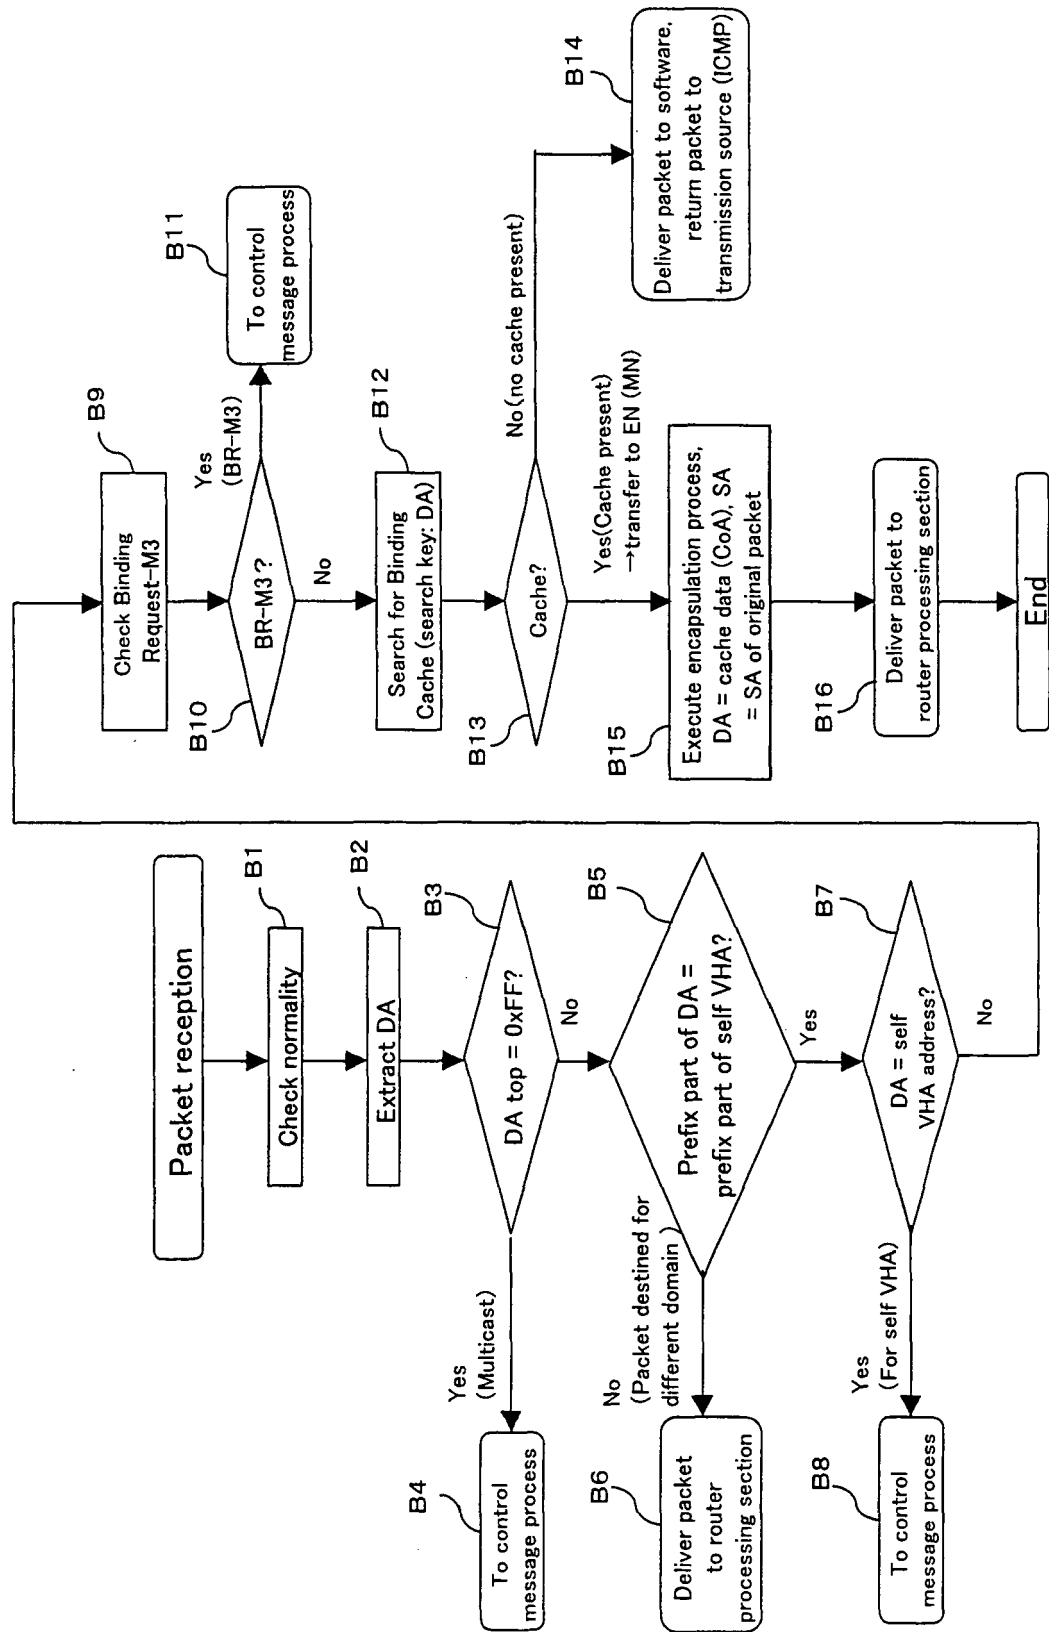 Packet reception
B1
Check normality
B2
Extract DA
B3
DA top = 0xFF?
Yes
(Multicast)
B4
To control
message process
No
B5
Prefix part of DA =
prefix part of self VHA?
No
(Packet destined for
different domain )
B6
Deliver packet
to router
processing section
Yes
B7
DA = self
VHA address?
Yes
(For self VHA)
B8
To control
message process
No
B9
Check Binding
Request-M3
B10
BR-M3?
Yes
(BR-M3)
B11
To control
message process
No
B12
Search for Binding
Cache (search key: DA)
B13
Cache?
No(no cache present)
B14
Deliver packet to software,
return packet to
transmission source (ICMP)
Yes(Cache present)
→transfer to EN (MN)
B15
Execute encapsulation process,
DA = cache data (CoA), SA
= SA of original packet
B16
Deliver packet to
router processing section
End